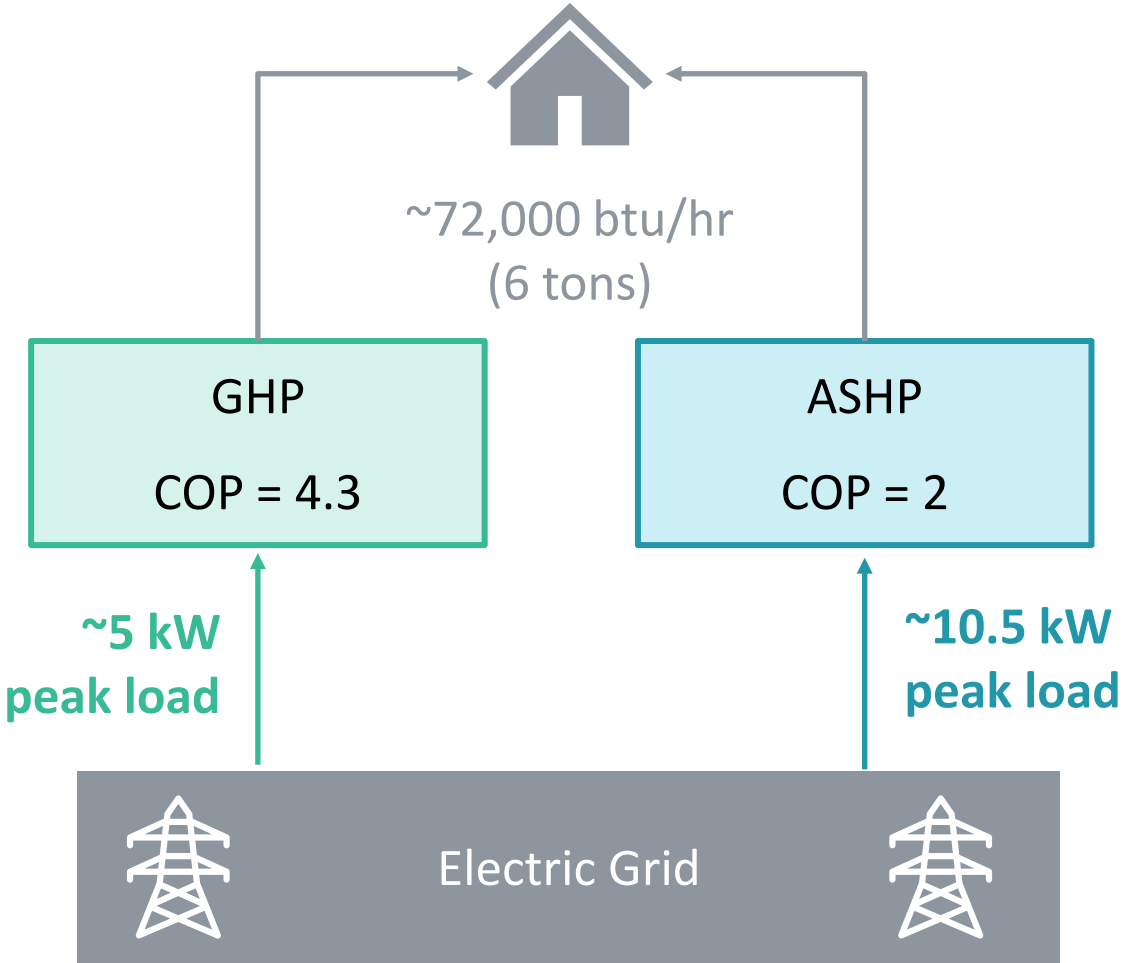 ~72,000 btu/hr
(6 tons)
GHP
COP = 4.3
ASHP
COP = 2
~5 kW
peak load
~10.5 kW
peak load
Electric Grid